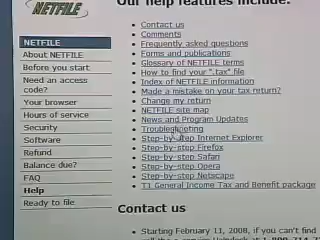 NETFILE
Our help features include:
Contact us
Comments
Frequently asked questions
Forms and publications
Glossary of NETFILE terms
How to find your ".tax" file
Index of NETFILE information
Made a mistake on your tax return?
Change my return
NETFILE site map
News and Program Updates
Troubleshooting
Step-by-step Internet Explorer
Step-by-step Firefox
Step-by-step Safari
Step-by-step Opera
Step-by-step Netscape
T1 General Income Tax and Benefit package
NETFILE
About NETFILE
Before you start
Need an access
code?
Your browser
Hours of service
Security
Software
Refund
Balance due?
FAQ
Help
Ready to file
Contact us
Starting February 11, 2008, if you can't find